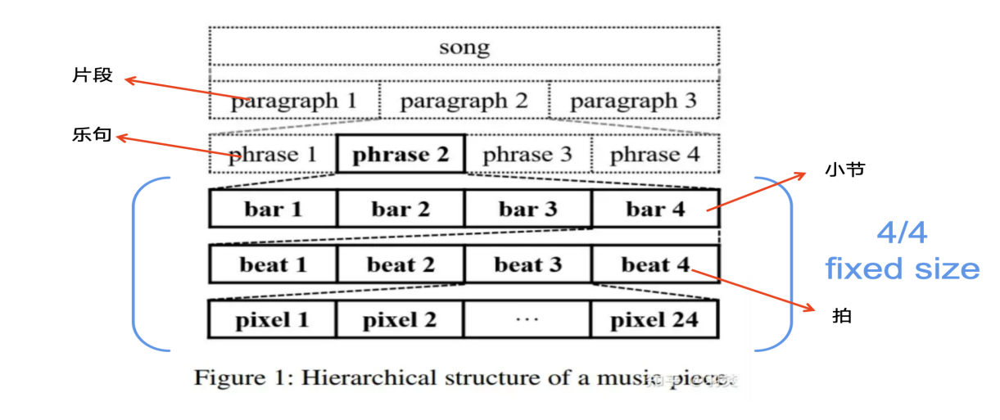 song
片段
paragraph 1 paragraph 2 paragraph 3
乐句
phrase 1 phrase 2 phrase 3 phrase 4
小节
bar 1 bar 2 bar 3 bar 4
4/4
fixed size
beat 1 beat 2 beat 3 beat 4
拍
pixel 1 pixel 2 ... pixel 24
Figure 1: Hierarchical structure of a music piece.